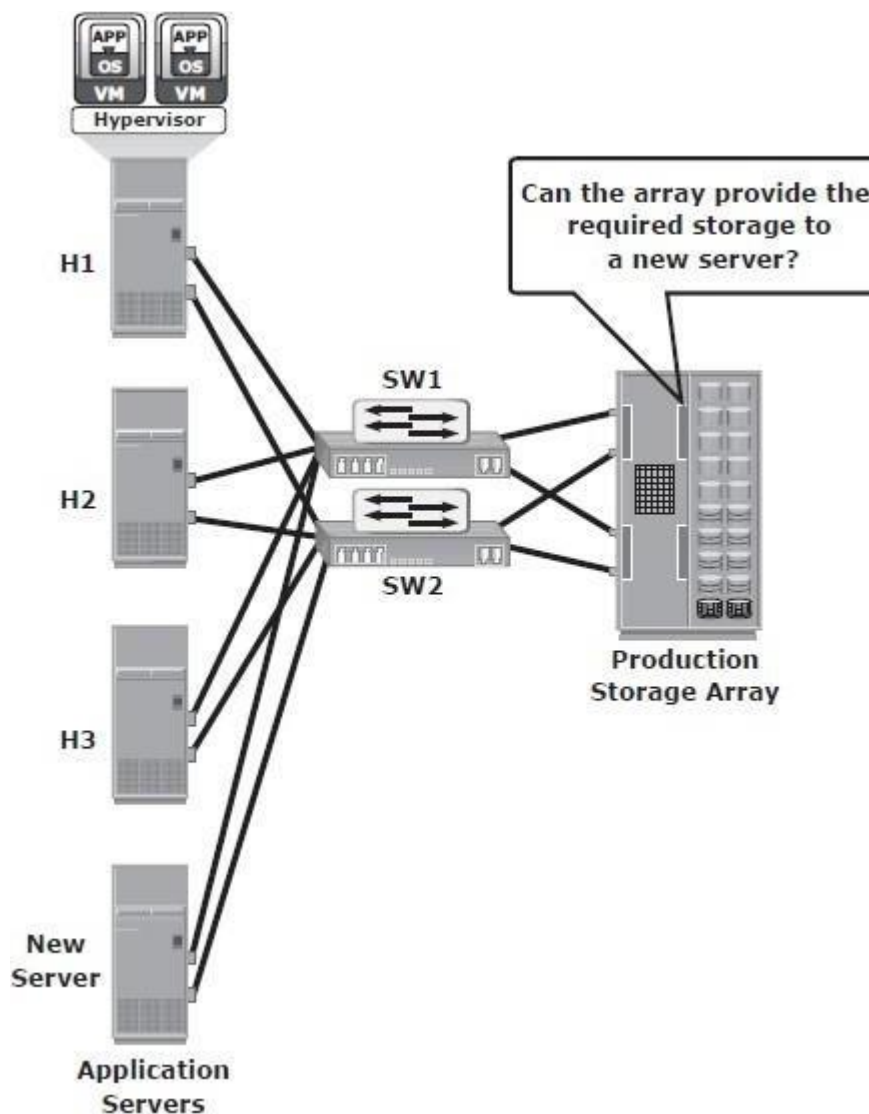 APP
OS
VM
APP
OS
VM
Hypervisor
H1
Can the array provide the
required storage to
a new server?
SW1
H2
SW2
Production
Storage Array
H3
New
Server
Application
Servers